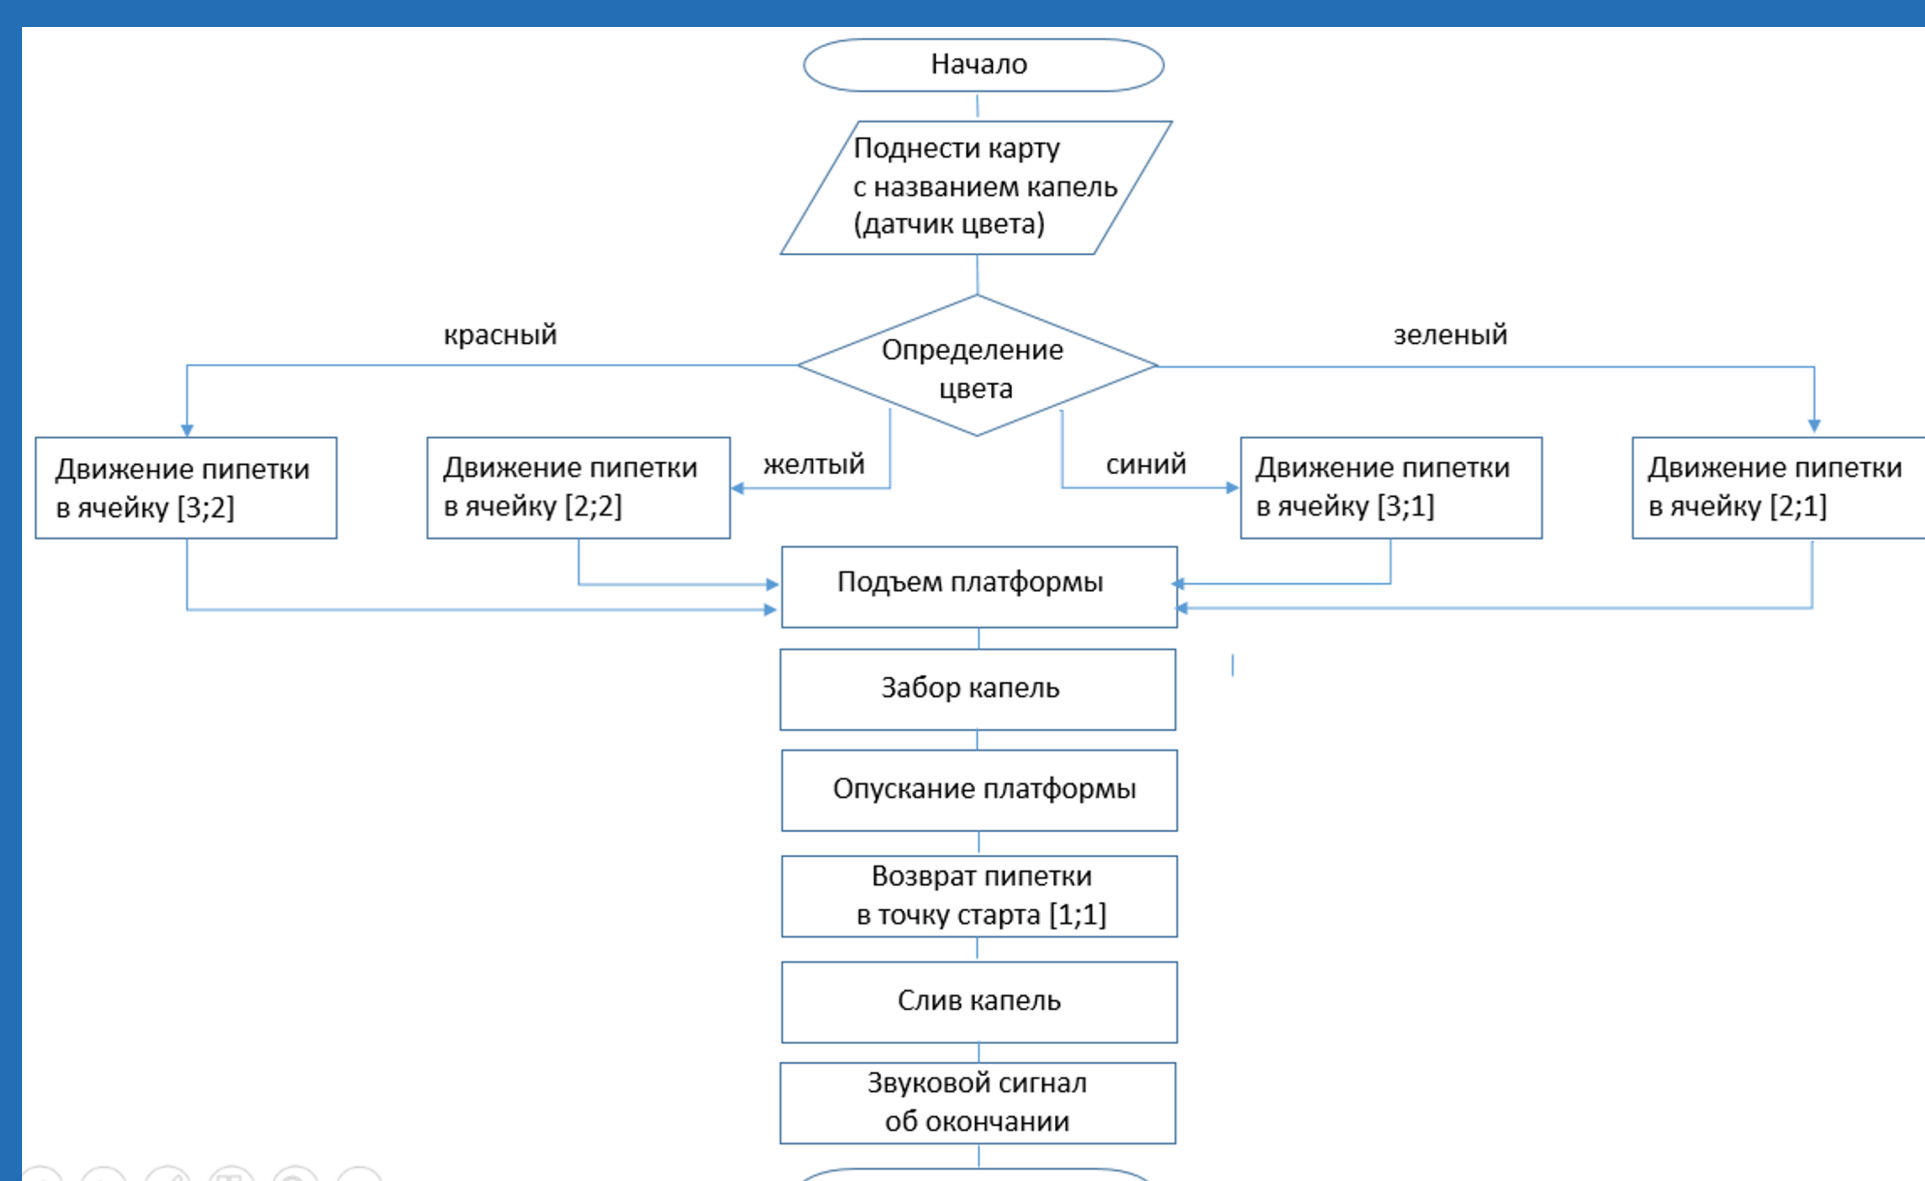 Начало
Поднести карту
с названием капель
(датчик цвета)
красный
зеленый
Определение
цвета
желтый
синий
Движение пипетки
в ячейку [3;2]
Движение пипетки
в ячейку [2;2]
Движение пипетки
в ячейку [3;1]
Движение пипетки
в ячейку [2;1]
Подъем платформы
Забор капель
Опускание платформы
Возврат пипетки
в точку старта [1;1]
Слив капель
Звуковой сигнал
об окончании